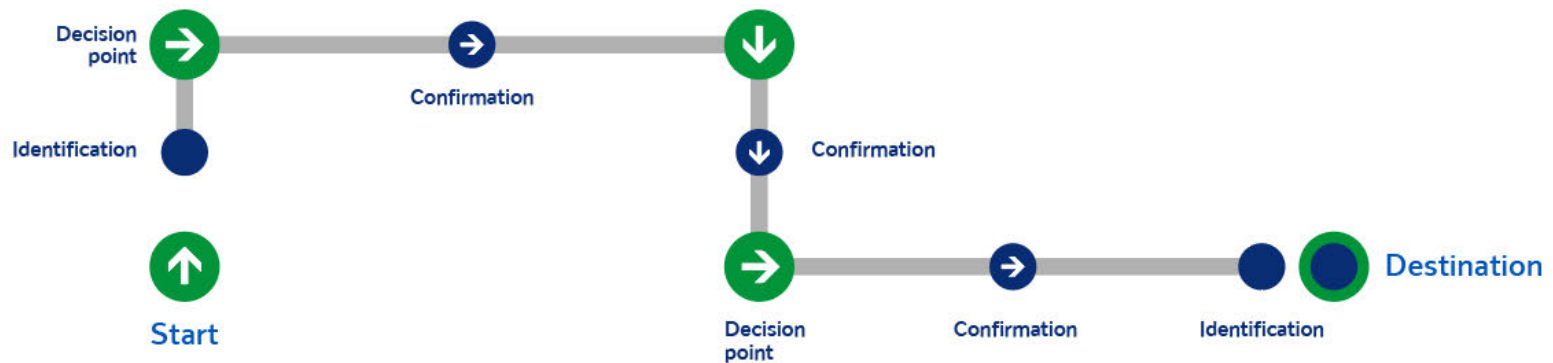 Decision
point
Confirmation
Identification
Confirmation
Start
Destination
Decision
point
Confirmation
Identification